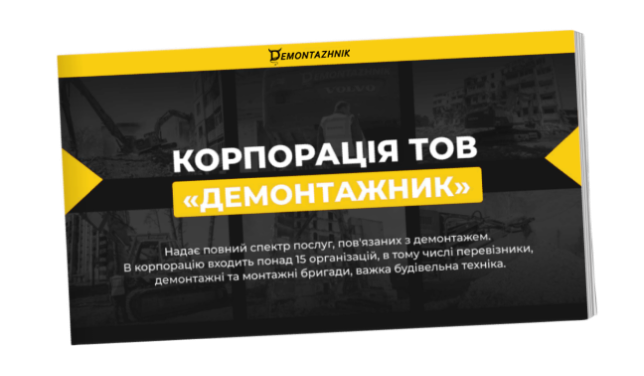 DEMONTAZHNIK
КОРПОРАЦІЯ ТОВ
«ДЕМОНТАЖНИК»
Надає повний спектр послуг, пов'язаних з демонтажем.
В корпорацію входить понад 15 організацій, в тому числі перевізники,
демонтажні та монтажні бригади, важка будівельна техніка.